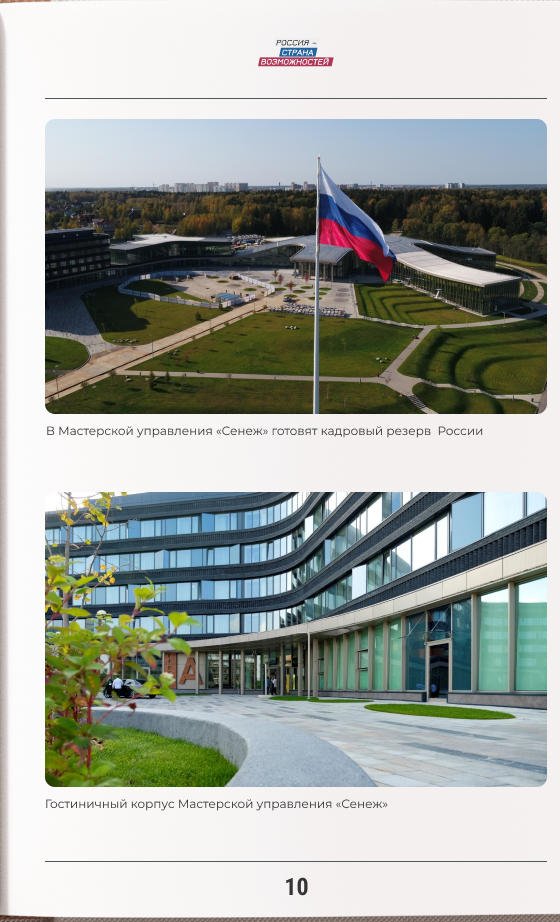 РОССИЯ –
СТРАНА
ВОЗМОЖНОСТЕЙ
В Мастерской управления «Сенеж» готовят кадровый резерв России
Гостиничный корпус Мастерской управления «Сенеж»
10